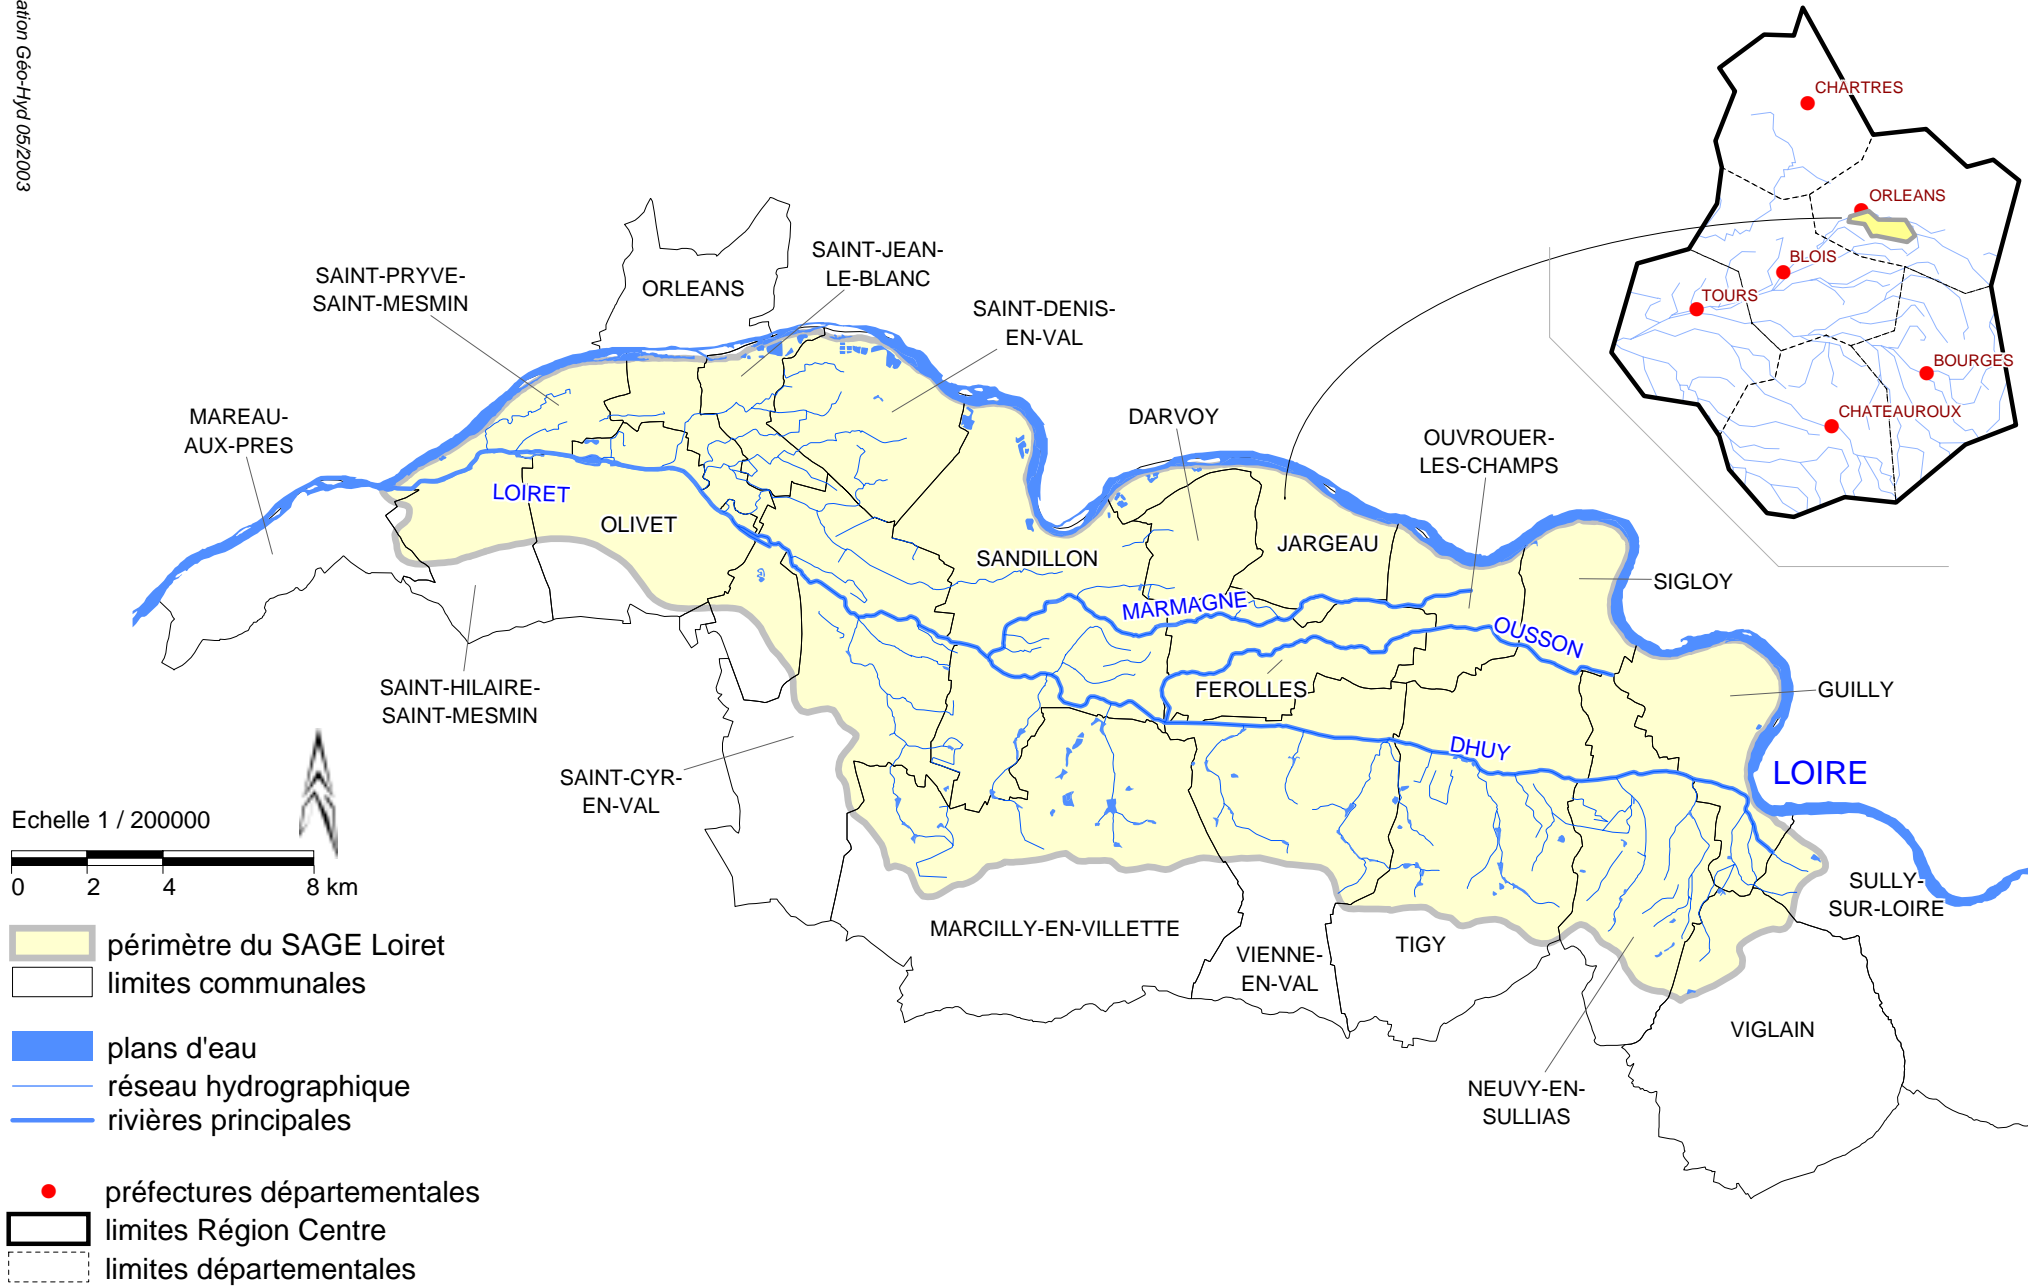 ation Géo-Hyd 05/2003
CHARTRES
ORLEANS
BLOIS
TOURS
BOURGES
CHATEAUROUX
ORLEANS
SAINT-JEAN-
LE-BLANC
SAINT-PRYVE-
SAINT-MESMIN
SAINT-DENIS-
EN-VAL
MAREAU-
AUX-PRES
DARVOY
OUVROUER-
LES-CHAMPS
LOIRET
OLIVET
SANDILLON
JARGEAU
SIGLOY
MARMAGNE
OUSSON
FEROLLES
GUILLY
SAINT-HILAIRE-
SAINT-MESMIN
DHUY
LOIRE
SAINT-CYR-
EN-VAL
SULLY-
SUR-LOIRE
MARCILLY-EN-VILLETTE
VIENNE-
EN-VAL
TIGY
VIGLAIN
NEUVY-EN-
SULLIAS
Echelle 1 / 200000
0 2 4 8 km
périmètre du SAGE Loiret
limites communales
plans d'eau
réseau hydrographique
rivières principales
préfectures départementales
limites Région Centre
limites départementales